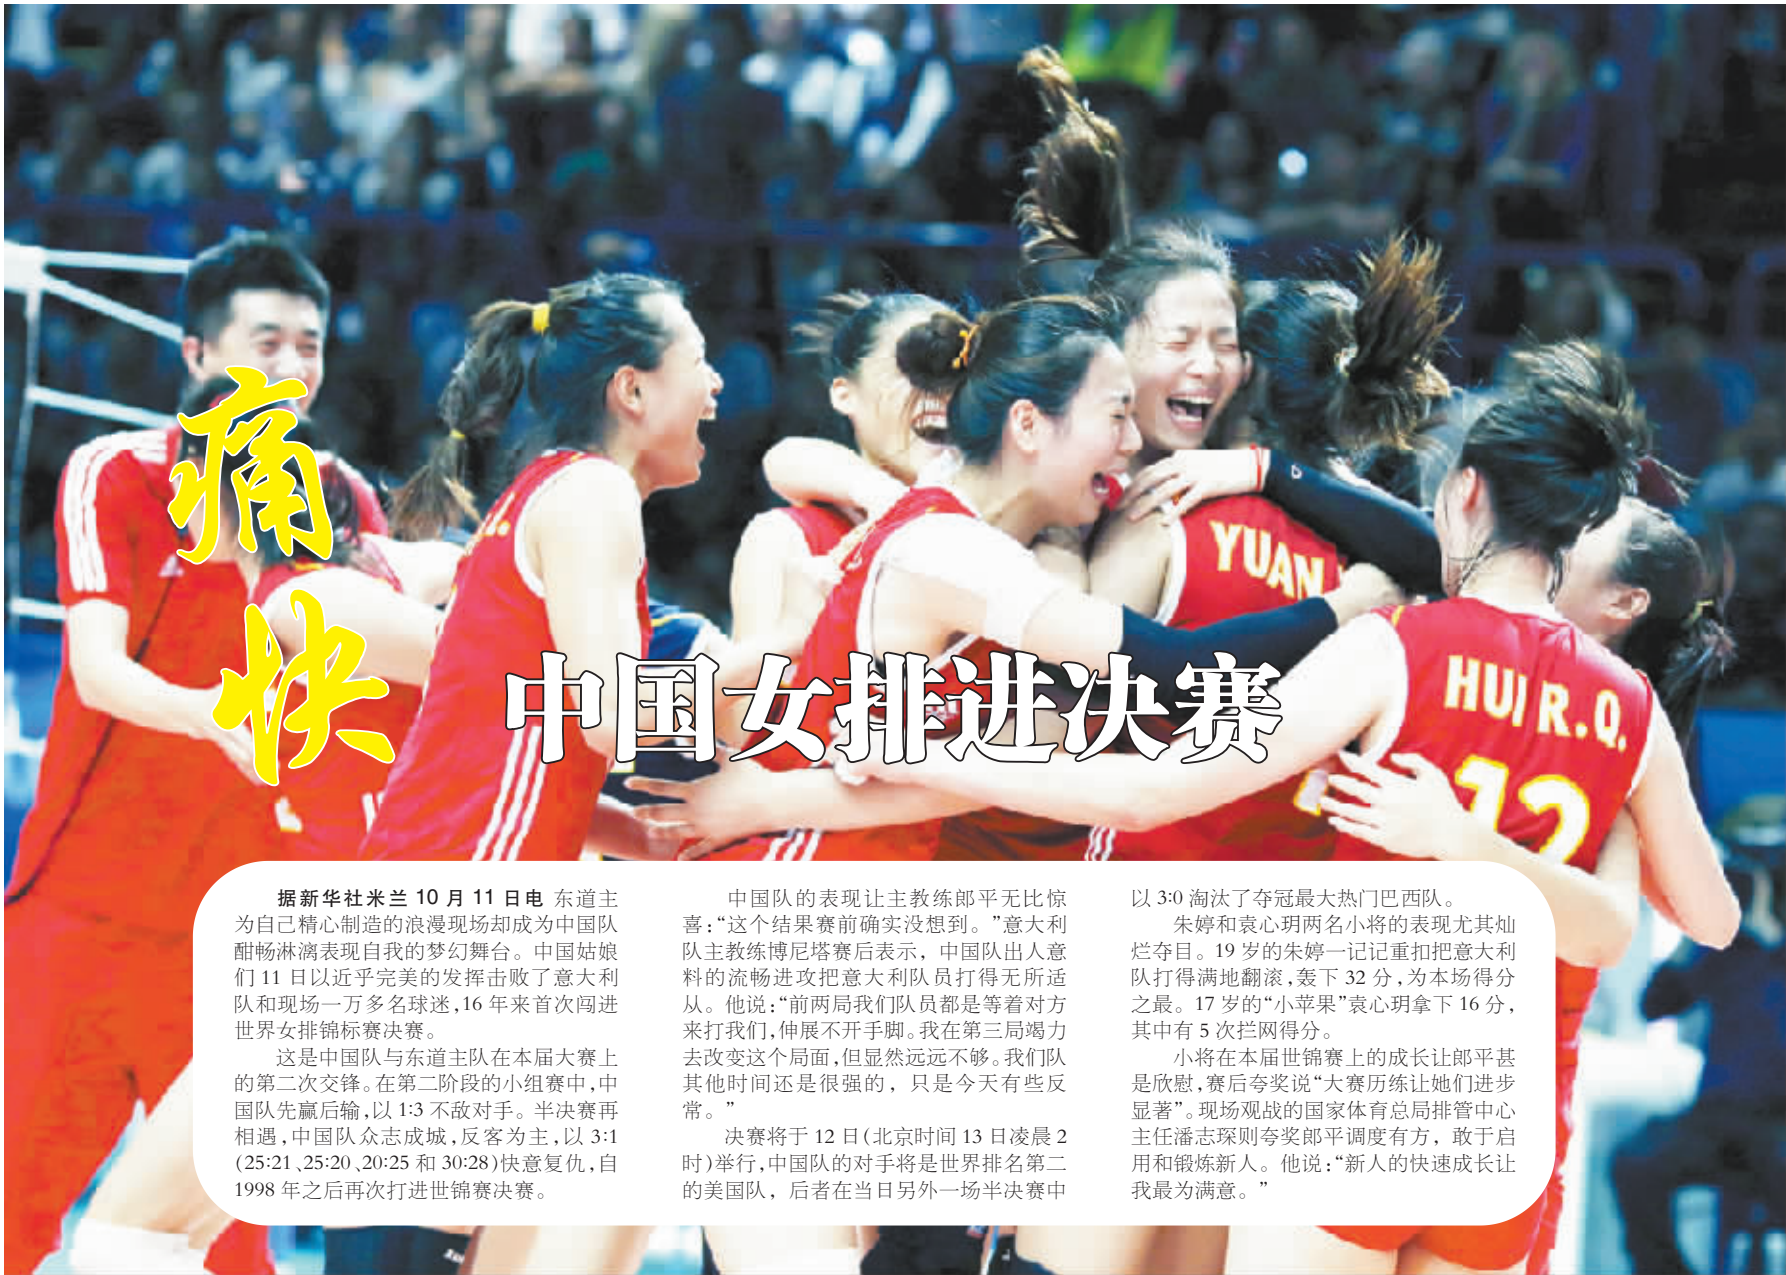 痛
快
中国女排进决赛
YUAN
HUI R.Q.
12
据新华社米兰 10 月 11 日电 东道主
为自己精心制造的浪漫现场却成为中国队
酣畅淋漓表现自我的梦幻舞台。中国姑娘
们 11 日以近乎完美的发挥击败了意大利
队和现场一万多名球迷,16 年来首次闯进
世界女排锦标赛决赛。
这是中国队与东道主队在本届大赛上
的第二次交锋。在第二阶段的小组赛中,中
国队先赢后输,以 1:3 不敌对手。半决赛再
相遇,中国队众志成城,反客为主,以 3:1
(25:21、25:20、20:25 和 30:28)快意复仇,自
1998 年之后再次打进世锦赛决赛。
中国队的表现让主教练郎平无比惊
喜:“这个结果赛前确实没想到。”意大利
队主教练博尼塔赛后表示，中国队出人意
料的流畅进攻把意大利队员打得无所适
从。他说:“前两局我们队员都是等着对方
来打我们,伸展不开手脚。我在第三局竭力
去改变这个局面,但显然远远不够。我们队
其他时间还是很强的，只是今天有些反
常。”
决赛将于 12 日(北京时间 13 日凌晨 2
时)举行,中国队的对手将是世界排名第二
的美国队，后者在当日另外一场半决赛中
以 3:0 淘汰了夺冠最大热门巴西队。
朱婷和袁心玥两名小将的表现尤其灿
烂夺目。19 岁的朱婷一记记重扣把意大利
队打得满地翻滚,轰下 32 分,为本场得分
之最。17 岁的“小苹果”袁心玥拿下 16 分,
其中有 5 次拦网得分。
小将在本届世锦赛上的成长让郎平甚
是欣慰,赛后夸奖说“大赛历练让她们进步
显著”。现场观战的国家体育总局排管中心
主任潘志琛则夸奖郎平调度有方，敢于启
用和锻炼新人。他说:“新人的快速成长让
我最为满意。”